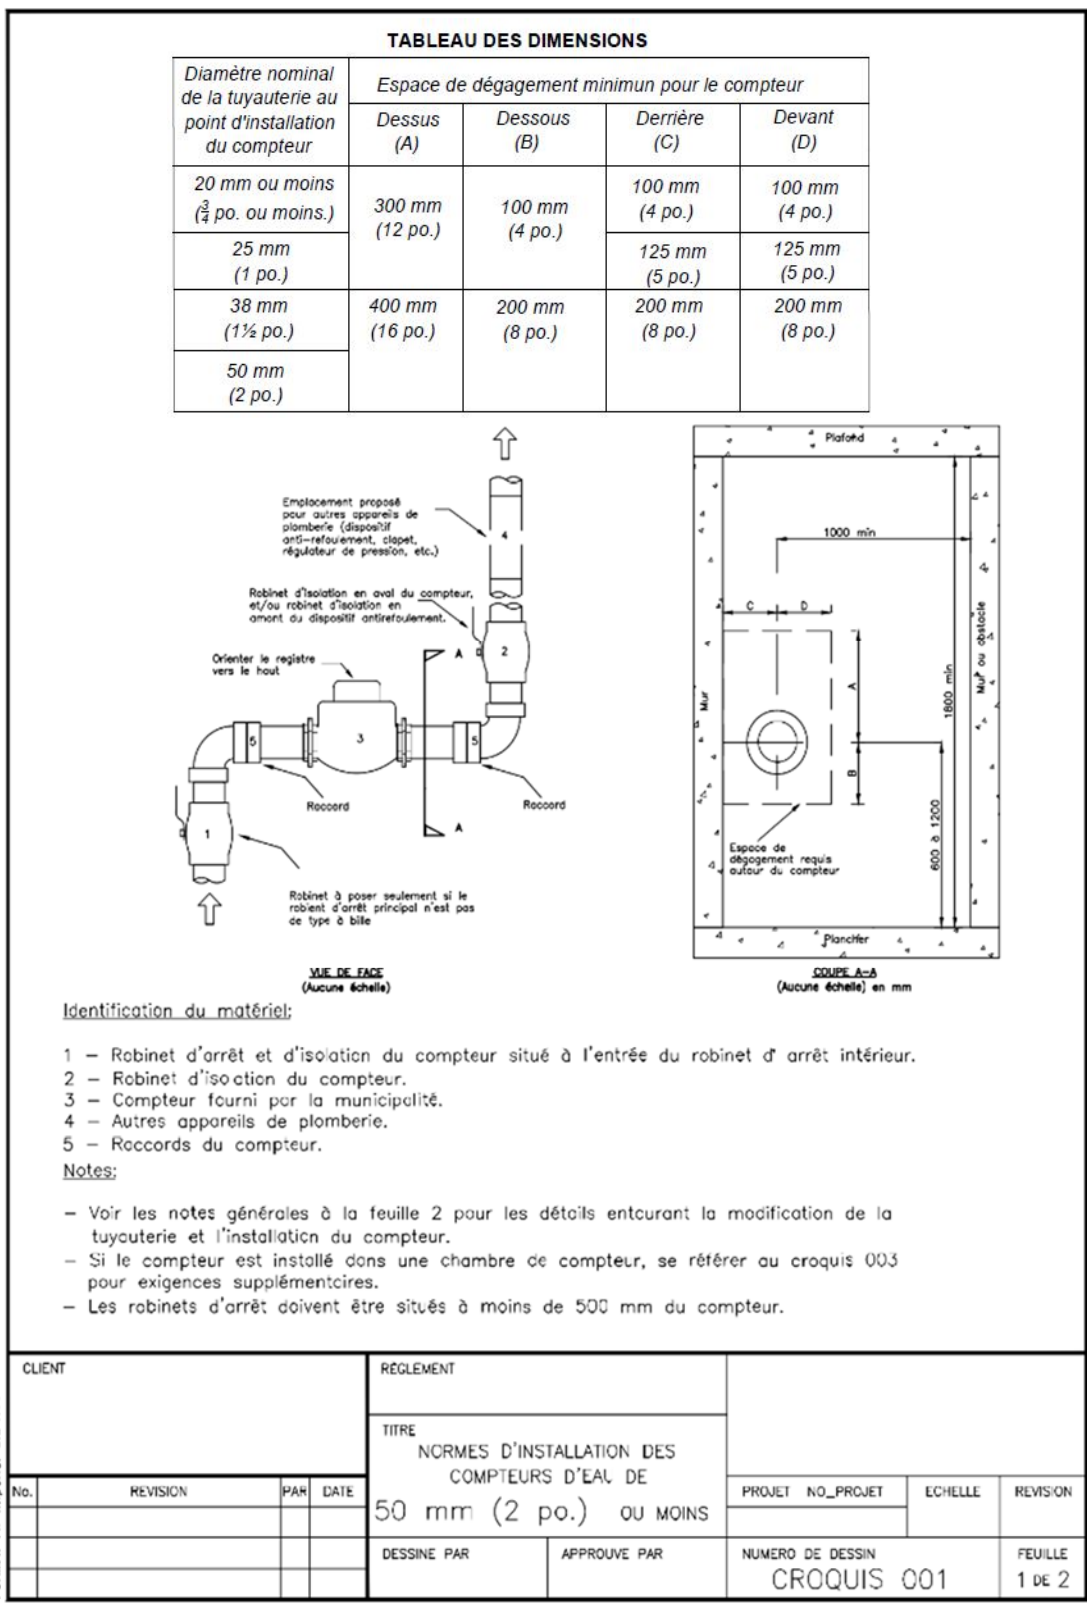 TABLEAU DES DIMENSIONS
Diamètre nominal
de la tuyauterie au
point d'installation
du compteur
Espace de dégagement minimun pour le compteur
Dessus
(A)
Dessous
(B)
Derrière
(C)
Devant
(D)
20 mm ou moins
(¾ po. ou moins.)
300 mm
(12 po.)
100 mm
(4 po.)
100 mm
(4 po.)
100 mm
(4 po.)
25 mm
(1 po.)
125 mm
(5 po.)
125 mm
(5 po.)
38 mm
(1½ po.)
400 mm
(16 po.)
200 mm
(8 po.)
200 mm
(8 po.)
200 mm
(8 po.)
50 mm
(2 po.)
Emplacement proposé
pour autres appareils de
plomberie (dispositif
anti-refoulement, clapet,
régulateur de pression, etc.)
4
Robinet d'isolation en aval du compteur,
et/ou robinet d'isolation en
amont du dispositif antirefoulement.
A
2
Orienter le registre
vers le haut
5
3
5
Raccord
Raccord
A
1
Robinet à poser seulement si le
robient d'arrêt principal n'est pas
de type à bille
VUE DE FACE
(Aucune échelle)
Plafond
1000 min
C
D
A
B
Mur
Mur ou obstacle
1800 min
600 à 1200
Espace de
dégagement requis
autour du compteur
Plancher
COUPE A-A
(Aucune échelle) en mm
Identification du matériel:
1 – Robinet d'arrêt et d'isolation du compteur situé à l'entrée du robinet d' arrêt intérieur.
2 – Robinet d'isolation du compteur.
3 – Compteur fourni par la municipalité.
4 – Autres appareils de plomberie.
5 – Raccords du compteur.
Notes:
– Voir les notes générales à la feuille 2 pour les détails entourant la modification de la
tuyauterie et l'installation du compteur.
– Si le compteur est installé dans une chambre de compteur, se référer au croquis 003
pour exigences supplémentaires.
– Les robinets d'arrêt doivent être situés à moins de 500 mm du compteur.
CLIENT
RÈGLEMENT
TITRE
NORMES D'INSTALLATION DES
COMPTEURS D'EAU DE
50 mm (2 po.) OU MOINS
No.
REVISION
PAR
DATE
PROJET NO_PROJET
ECHELLE
REVISION
DESSINE PAR
APPROUVE PAR
NUMERO DE DESSIN
CROQUIS 001
FEUILLE
1 DE 2